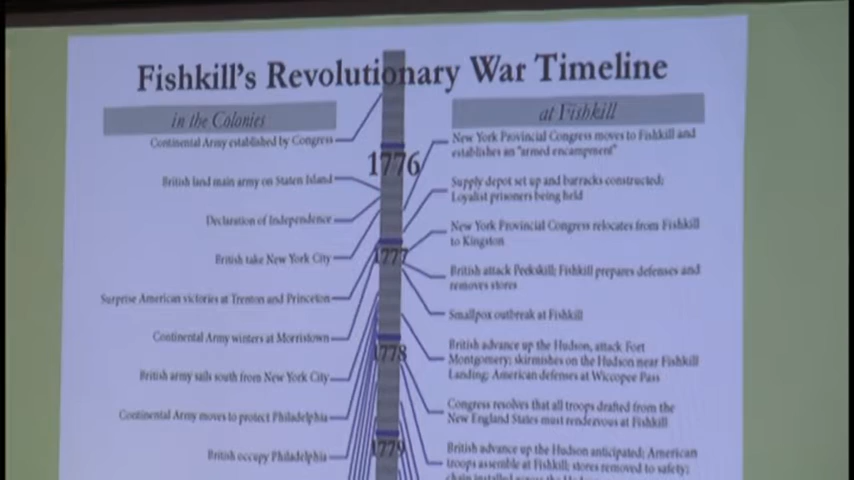 Fishkill's Revolutionary War Timeline
in the Colonies
at Fishkill
Continental Army established by Congress
1776
British land main army on Staten Island
Declaration of Independence
British take New York City
1777
Surprise American victories at Trenton and Princeton
Continental Army winters at Morristown
1778
British army sails south from New York City
Continental Army moves to protect Philadelphia
1779
British occupy Philadelphia
New York Provincial Congress moves to Fishkill and
establishes an "armed encampment"
Supply depot set up and barracks constructed;
Loyalist prisoners being held
New York Provincial Congress relocates from Fishkill
to Kingston
British attack Peekskill; Fishkill prepares defenses and
removes stores
Smallpox outbreak at Fishkill
British advance up the Hudson, attack Fort
Montgomery; skirmishes on the Hudson near Fishkill
Landing; American defenses at Wiccopee Pass
Congress resolves that all troops drafted from the
New England States must rendezvous at Fishkill
British advance up the Hudson anticipated; American
troops assemble at Fishkill; stores removed to safety;
chain installed across the Hudson